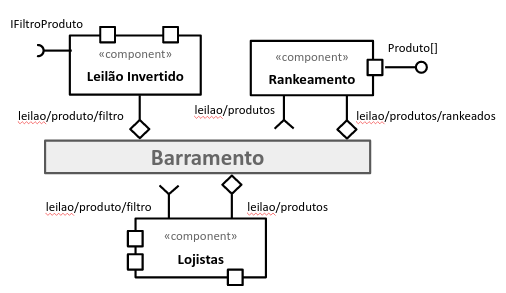 IFiltroProduto
«component»
Leilão Invertido
«component»
Rankeamento
Produto[]
leilao/produto/filtro
leilao/produtos
leilao/produtos/rankeados
Barramento
leilao/produto/filtro
leilao/produtos
«component»
Lojistas